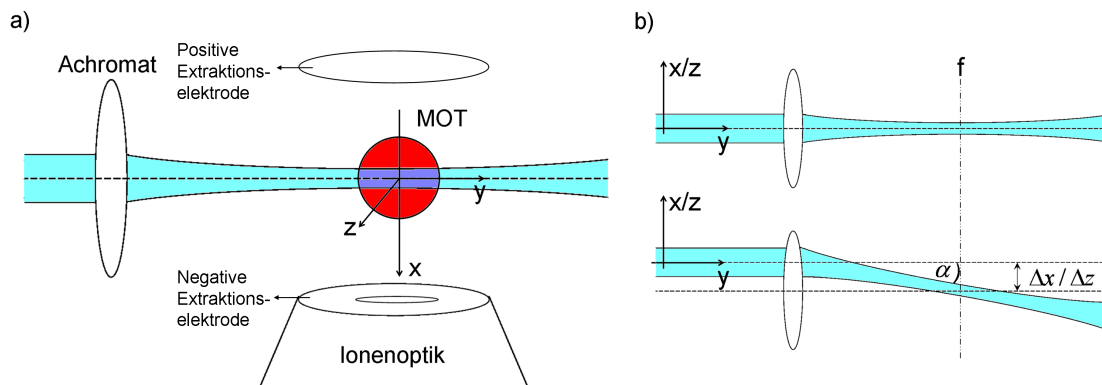 a)
Achromat
Positive
Extraktions-
elektrode
MOT
y
z
x
Negative
Extraktions-
elektrode
Ionenoptik
b)
x/z
f
y
x/z
y
α
Δx / Δz